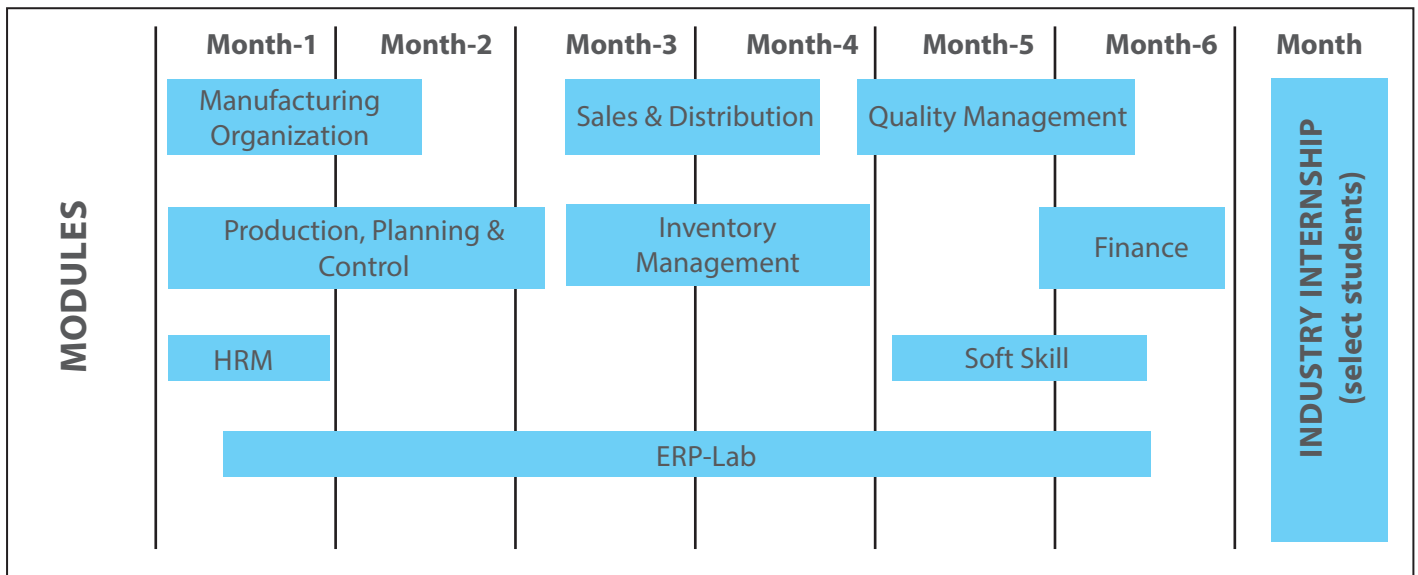 Month-1 Month-2 Month-3 Month-4 Month-5 Month-6 Month
MODULES
Manufacturing
Organization
Sales & Distribution
Quality Management
Production, Planning &
Control
Inventory
Management
Finance
HRM
Soft Skill
ERP-Lab
INDUSTRY INTERNSHIP
(select students)